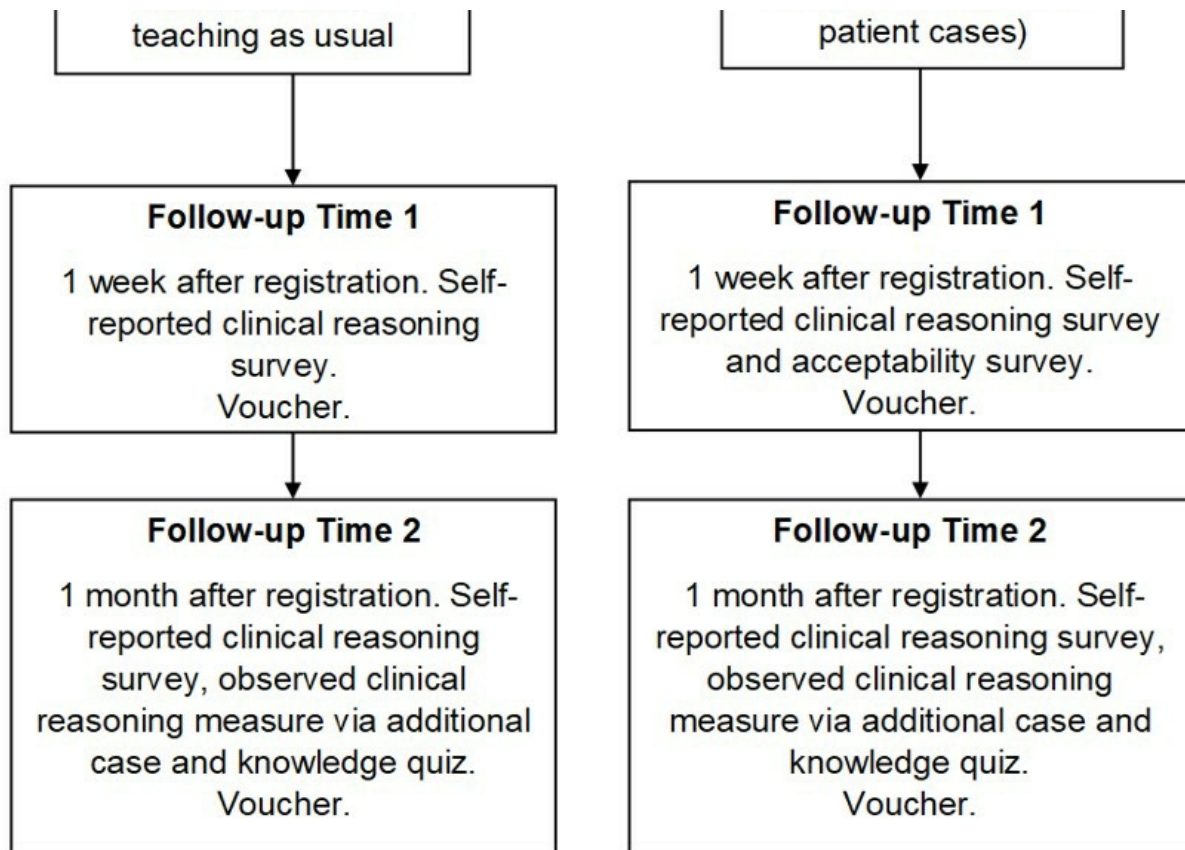 teaching as usual
patient cases)
Follow-up Time 1
1 week after registration. Self-
reported clinical reasoning
survey.
Voucher.
Follow-up Time 1
1 week after registration. Self-
reported clinical reasoning survey
and acceptability survey.
Voucher.
Follow-up Time 2
1 month after registration. Self-
reported clinical reasoning
survey, observed clinical
reasoning measure via additional
case and knowledge quiz.
Voucher.
Follow-up Time 2
1 month after registration. Self-
reported clinical reasoning survey,
observed clinical reasoning
measure via additional case and
knowledge quiz.
Voucher.